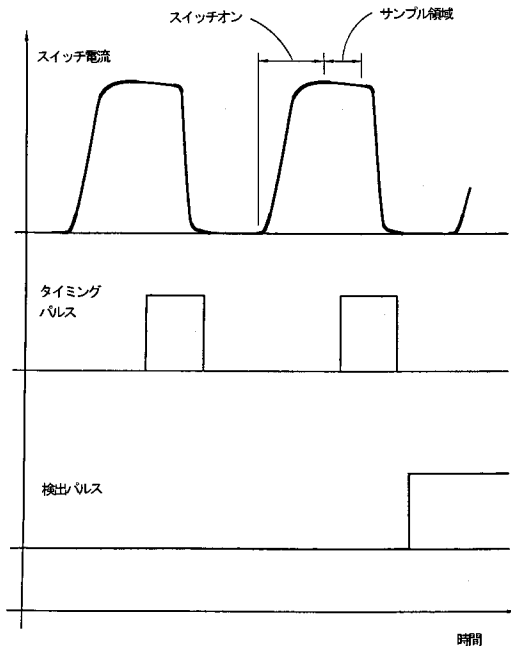 スイッチオン
サンプル領域
スイッチ電流
タイミング
パルス
検出パルス
時間